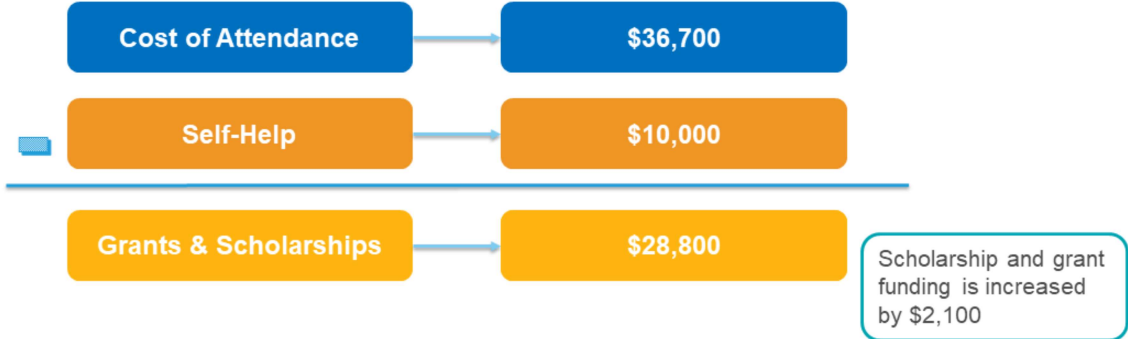 Cost of Attendance $36,700
Self-Help $10,000
Grants & Scholarships $28,800
Scholarship and grant
funding is increased
by $2,100